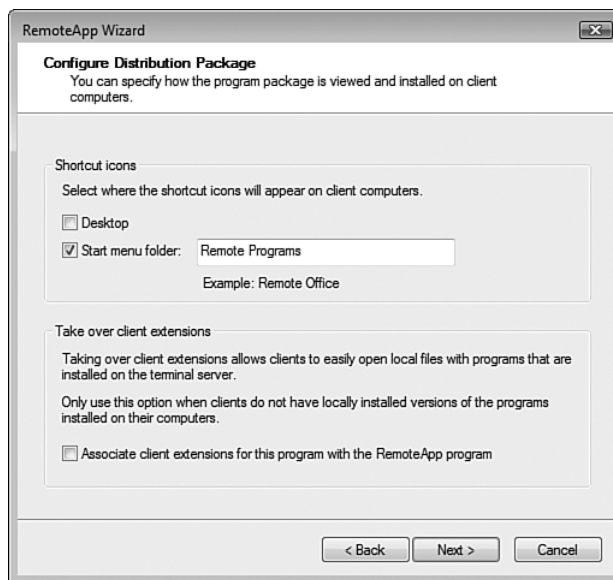 RemoteApp Wizard
Configure Distribution Package
You can specify how the program package is viewed and installed on client
computers.
Shortcut icons
Select where the shortcut icons will appear on client computers.
Desktop
Start menu folder: Remote Programs
Example: Remote Office
Take over client extensions
Taking over client extensions allows clients to easily open local files with programs that are
installed on the terminal server.
Only use this option when clients do not have locally installed versions of the programs
installed on their computers.
Associate client extensions for this program with the RemoteApp program
< Back Next > Cancel